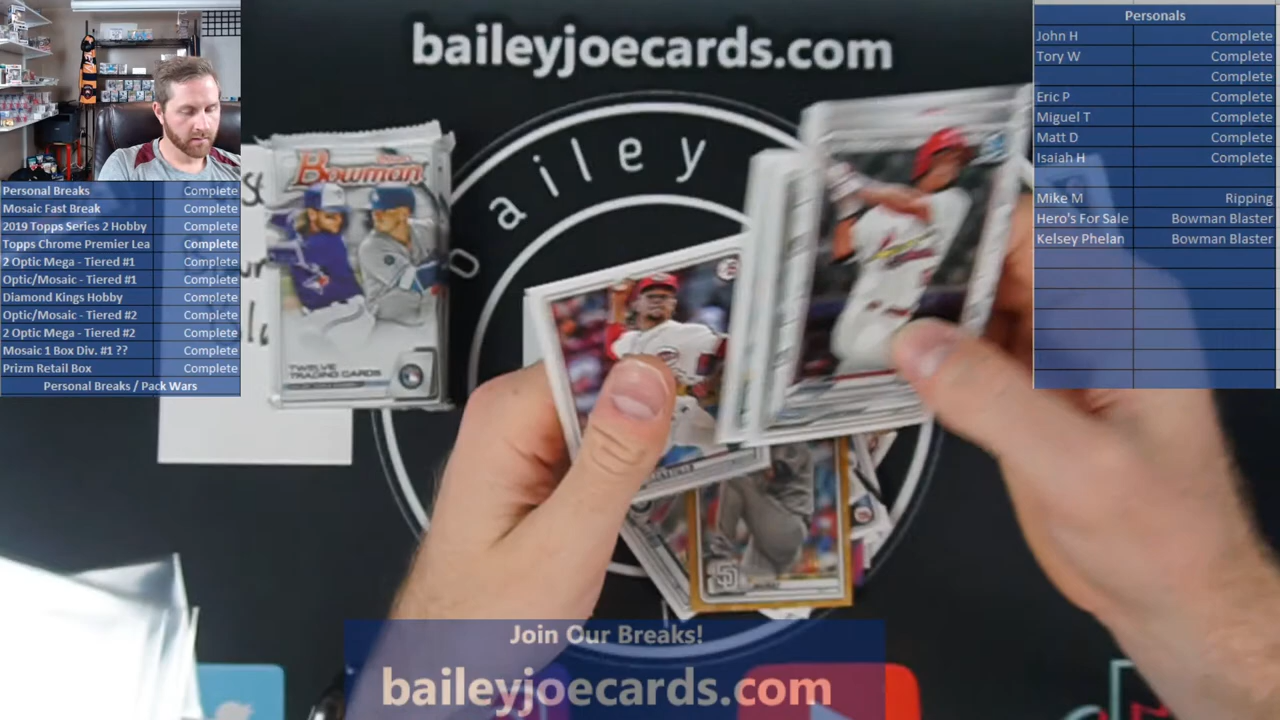 baileyjoecards.com
Personals
John H Complete
Tory W Complete
Complete
Eric P Complete
Miguel T Complete
Matt D Complete
Isaiah H Complete
Mike M Ripping
Hero's For Sale Bowman Blaster
Kelsey Phelan Bowman Blaster
Personal Breaks Complete
Mosaic Fast Break Complete
2019 Topps Series 2 Hobby Complete
Topps Chrome Premier Lea Complete
2 Optic Mega - Tiered #1 Complete
Optic/Mosaic - Tiered #1 Complete
Diamond Kings Hobby Complete
Optic/Mosaic - Tiered #2 Complete
2 Optic Mega - Tiered #2 Complete
Mosaic 1 Box Div. #1 ?? Complete
Prizm Retail Box Complete
Personal Breaks / Pack Wars
Bowman
TWELVE
TRADING CARDS
o bailey
SD
Join Our Breaks!
baileyjoecards.com